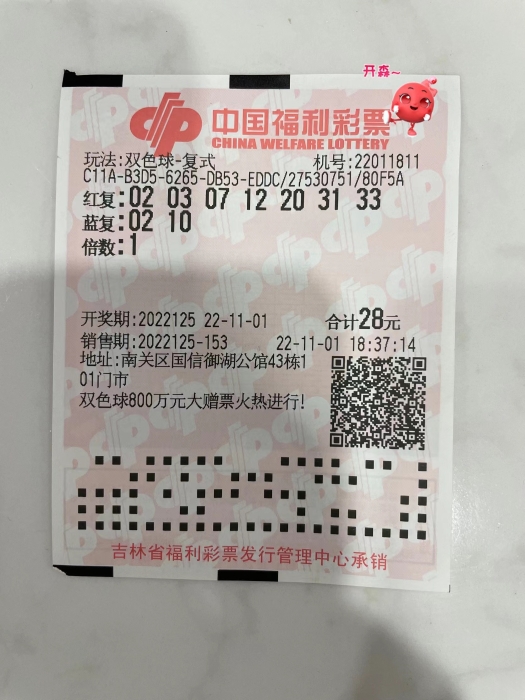 开森~
中国福利彩票
CHINA WELFARE LOTTERY
玩法:双色球-复式 机号:22011811
C11A-B3D5-6265-DB53-EDDC/27530751/80F5A
红复:02 03 07 12 20 31 33
蓝复:02 10
倍数:1
开奖期:2022125 22-11-01 合计28元
销售期:2022125-153 22-11-01 18:37:14
地址:南关区国信御湖公馆43栋1
01门市
双色球800万元大赠票火热进行!
吉林省福利彩票发行管理中心承销